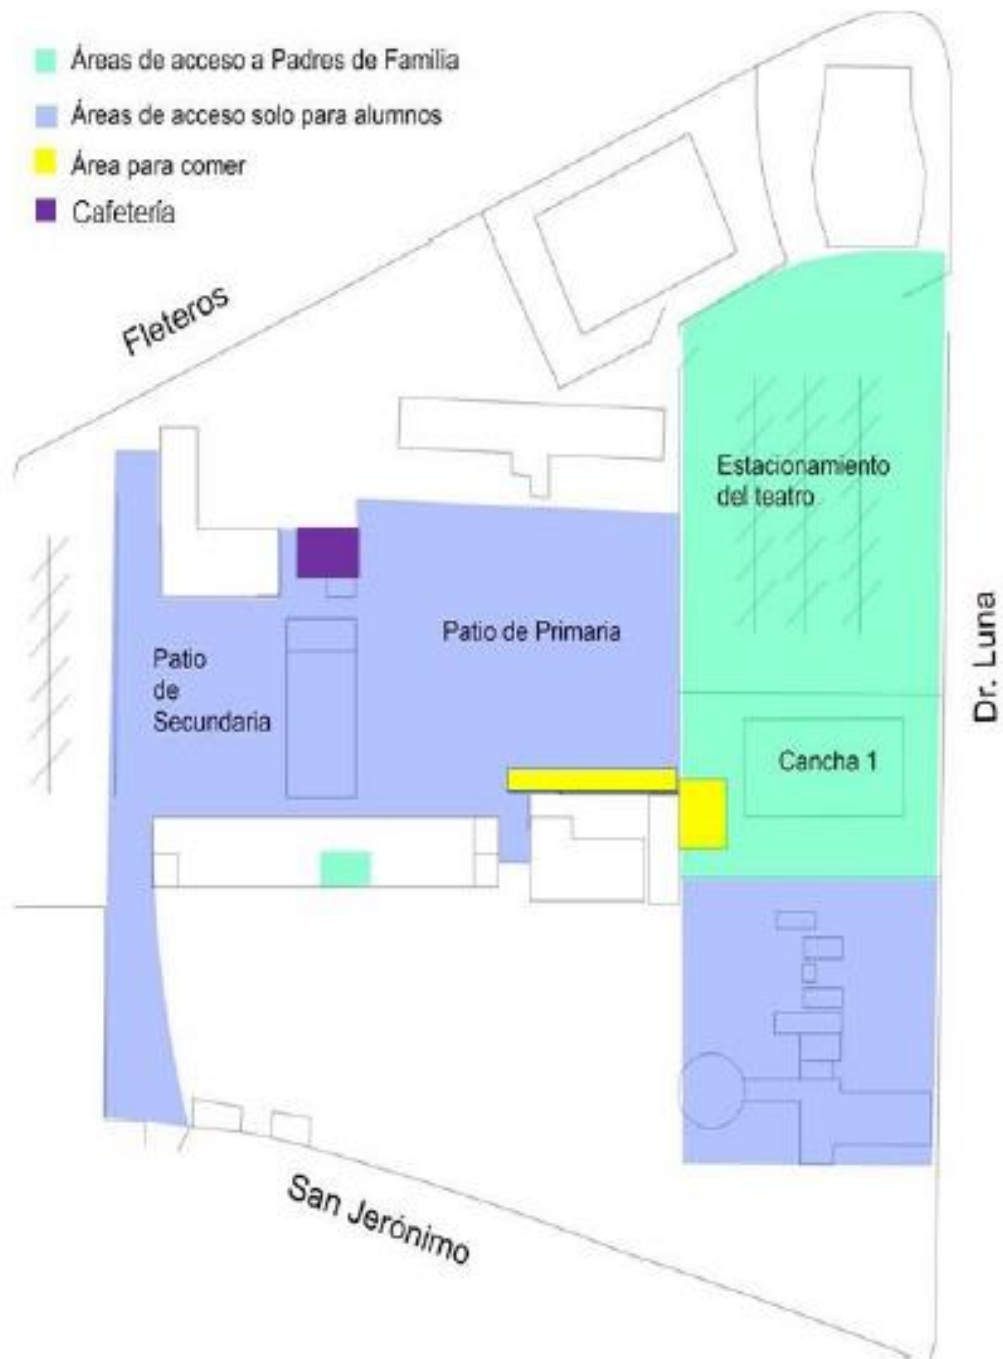 Áreas de acceso a Padres de Familia
Áreas de acceso solo para alumnos
Área para comer
Cafetería
Fleteros
Estacionamiento
del teatro
Dr. Luna
Patio de Primaria
Patio
de
Secundaria
Cancha 1
San Jerónimo